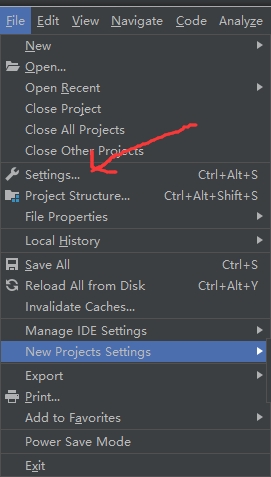 File Edit View Navigate Code Analyze
New
Open...
Open Recent
Close Project
Close All Projects
Close Other Projects
Settings... Ctrl+Alt+S
Project Structure... Ctrl+Alt+Shift+S
File Properties
Local History
Save All Ctrl+S
Reload All from Disk Ctrl+Alt+Y
Invalidate Caches...
Manage IDE Settings
New Projects Settings
Export
Print...
Add to Favorites
Power Save Mode
Exit